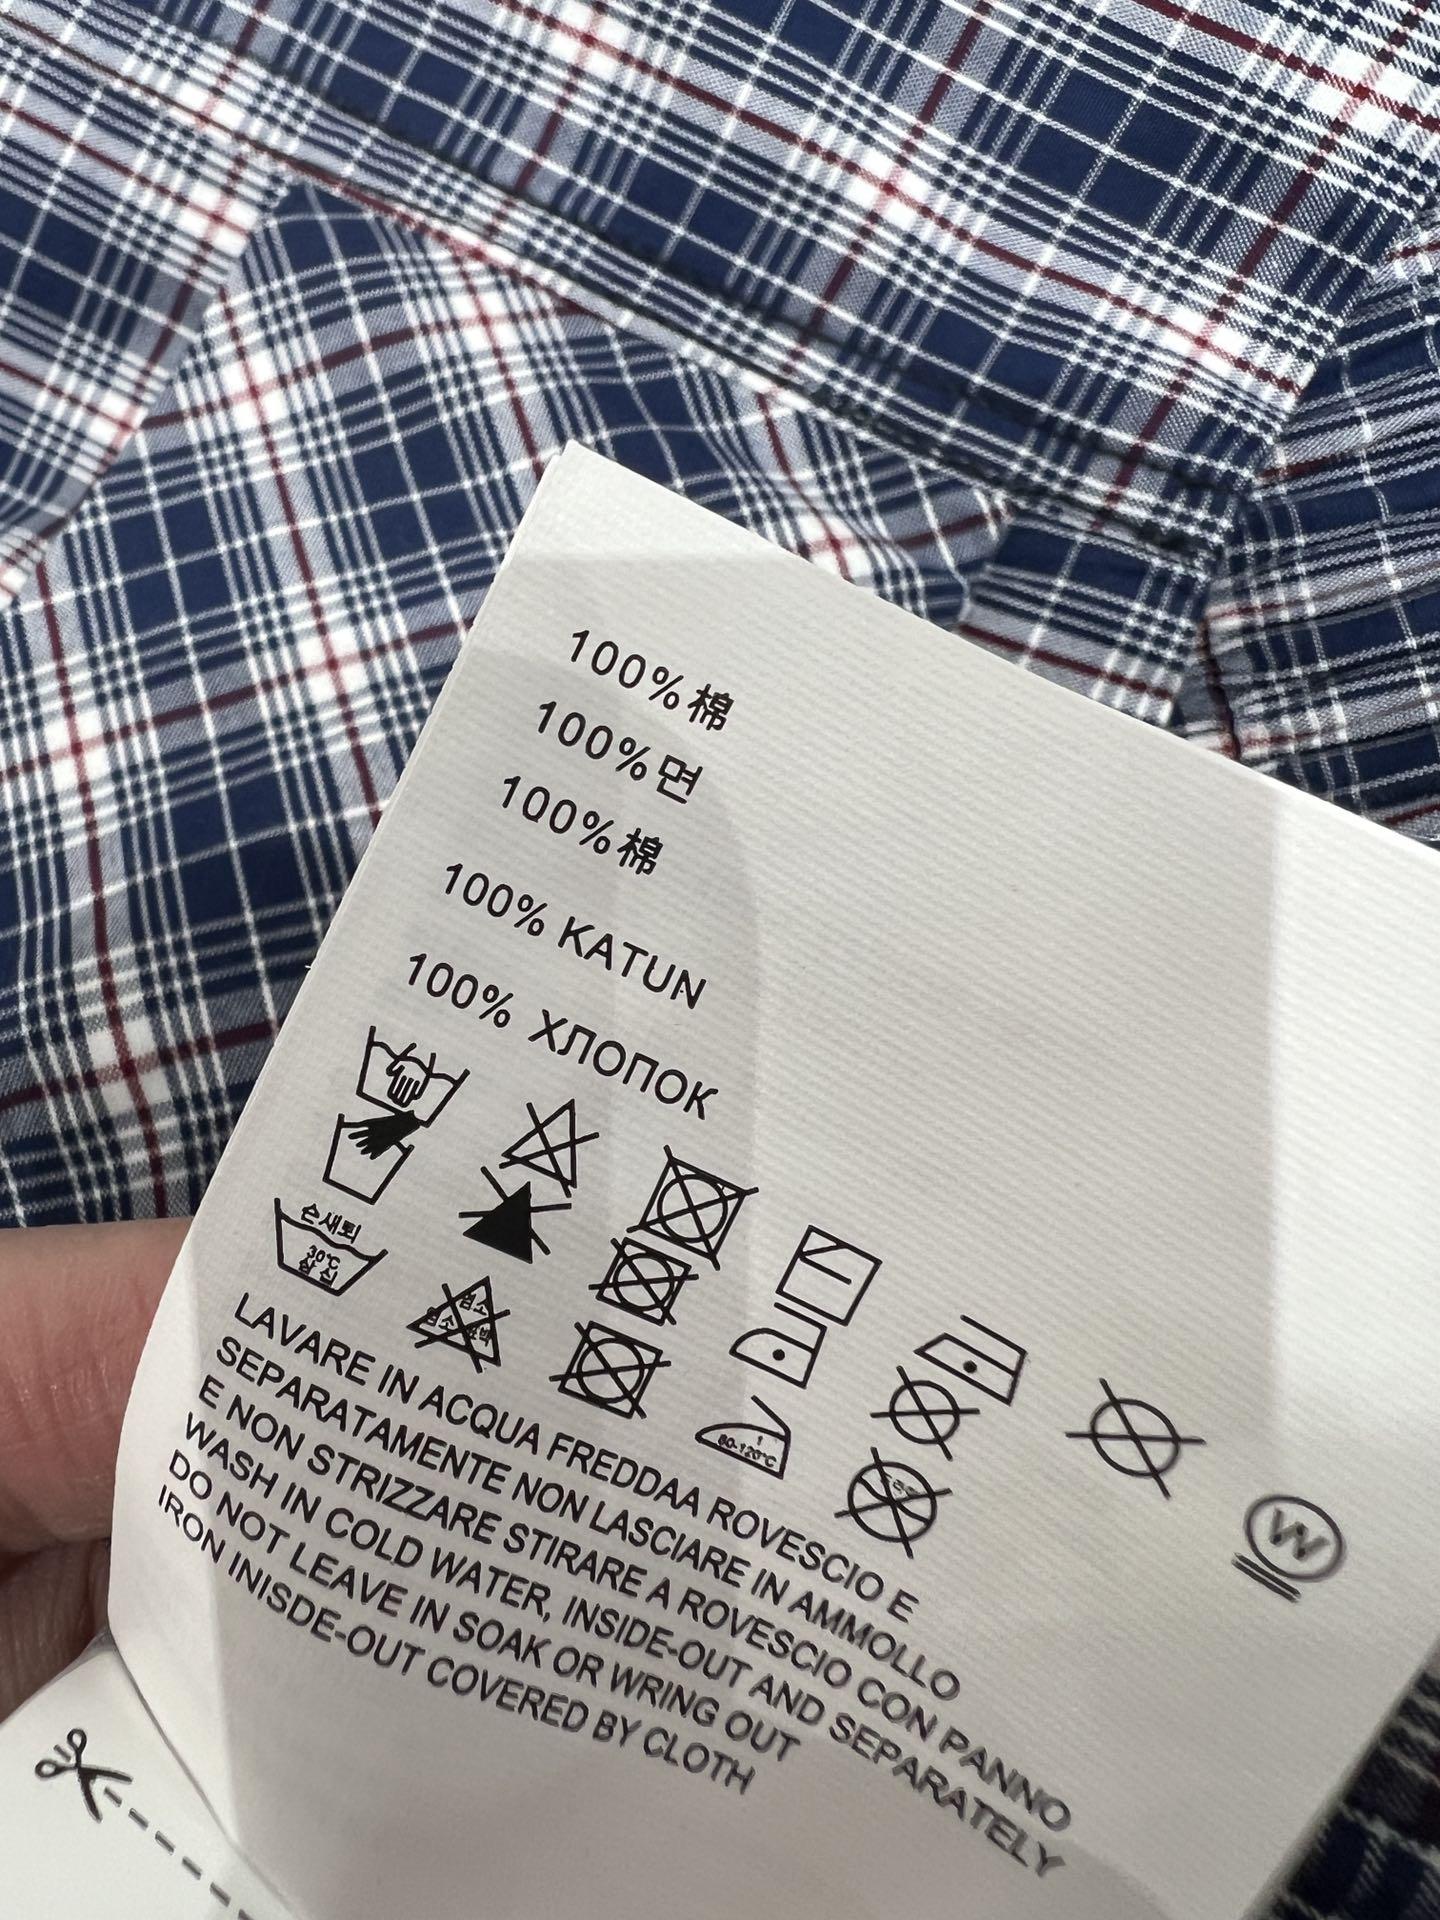 100%棉
100%면
100%棉
100% KATUN
100% ХЛОПОК
손세탁
30℃
80-120℃
W
LAVARE IN ACQUA FREDDAA ROVESCIO E
SEPARATAMENTE NON LASCIARE IN AMMOLLO
E NON STRIZZARE STIRARE A ROVESCIO CON PANNO
WASH IN COLD WATER, INSIDE-OUT AND SEPARATELY
DO NOT LEAVE IN SOAK OR WRING OUT
IRON INISDE-OUT COVERED BY CLOTH